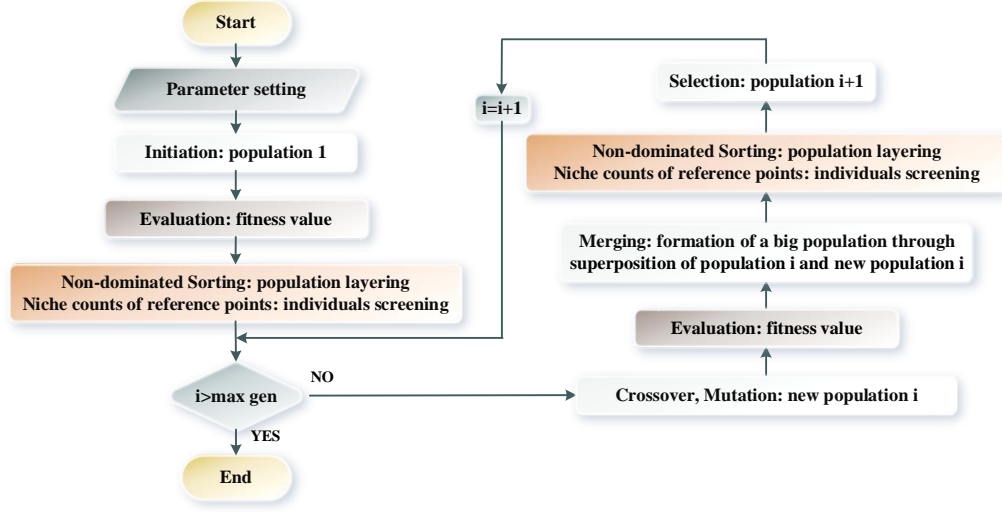 Start
Parameter setting
Initiation: population 1
Evaluation: fitness value
Non-dominated Sorting: population layering
Niche counts of reference points: individuals screening
i>max gen
NO
YES
End
Crossover, Mutation: new population i
Evaluation: fitness value
Merging: formation of a big population through
superposition of population i and new population i
Non-dominated Sorting: population layering
Niche counts of reference points: individuals screening
Selection: population i+1
i=i+1